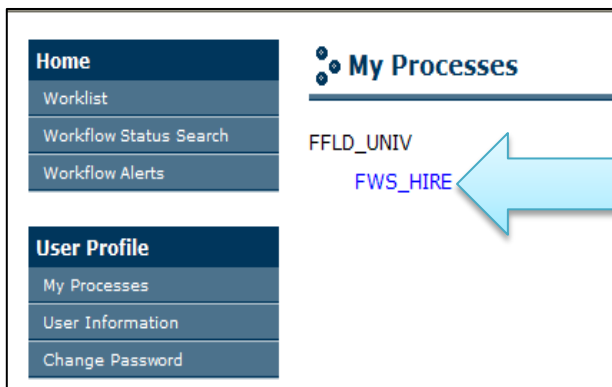 Home
Worklist
Workflow Status Search
Workflow Alerts
User Profile
My Processes
User Information
Change Password
My Processes
FFLD_UNIV
FWS_HIRE